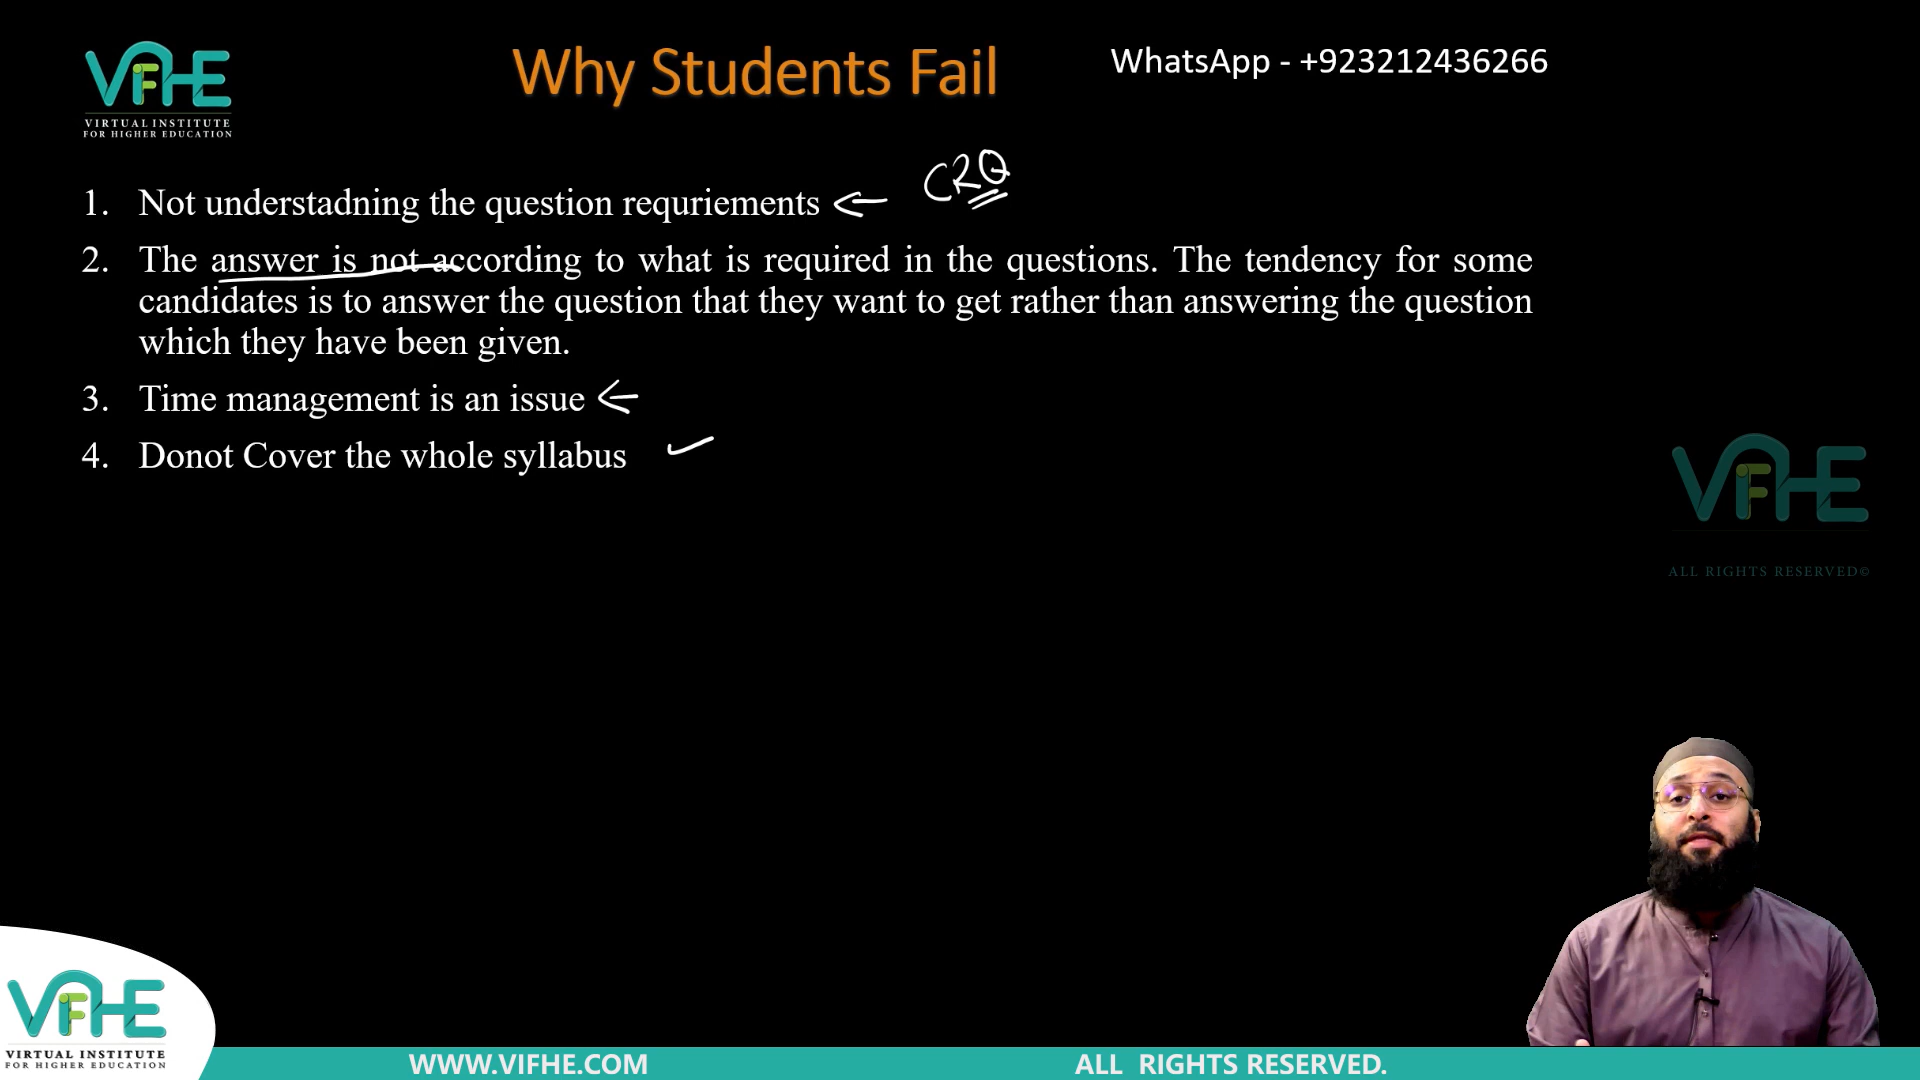 VIFHE
VIRTUAL INSTITUTE
FOR HIGHER EDUCATION
Why Students Fail
WhatsApp - +923212436266
CRQ
1. Not understadning the question requriements
2. The answer is not according to what is required in the questions. The tendency for some
candidates is to answer the question that they want to get rather than answering the question
which they have been given.
3. Time management is an issue
4. Donot Cover the whole syllabus
VIFHE
ALL RIGHTS RESERVED©
VIFHE
VIRTUAL INSTITUTE
FOR HIGHER EDUCATION
WWW.VIFHE.COM
ALL RIGHTS RESERVED.